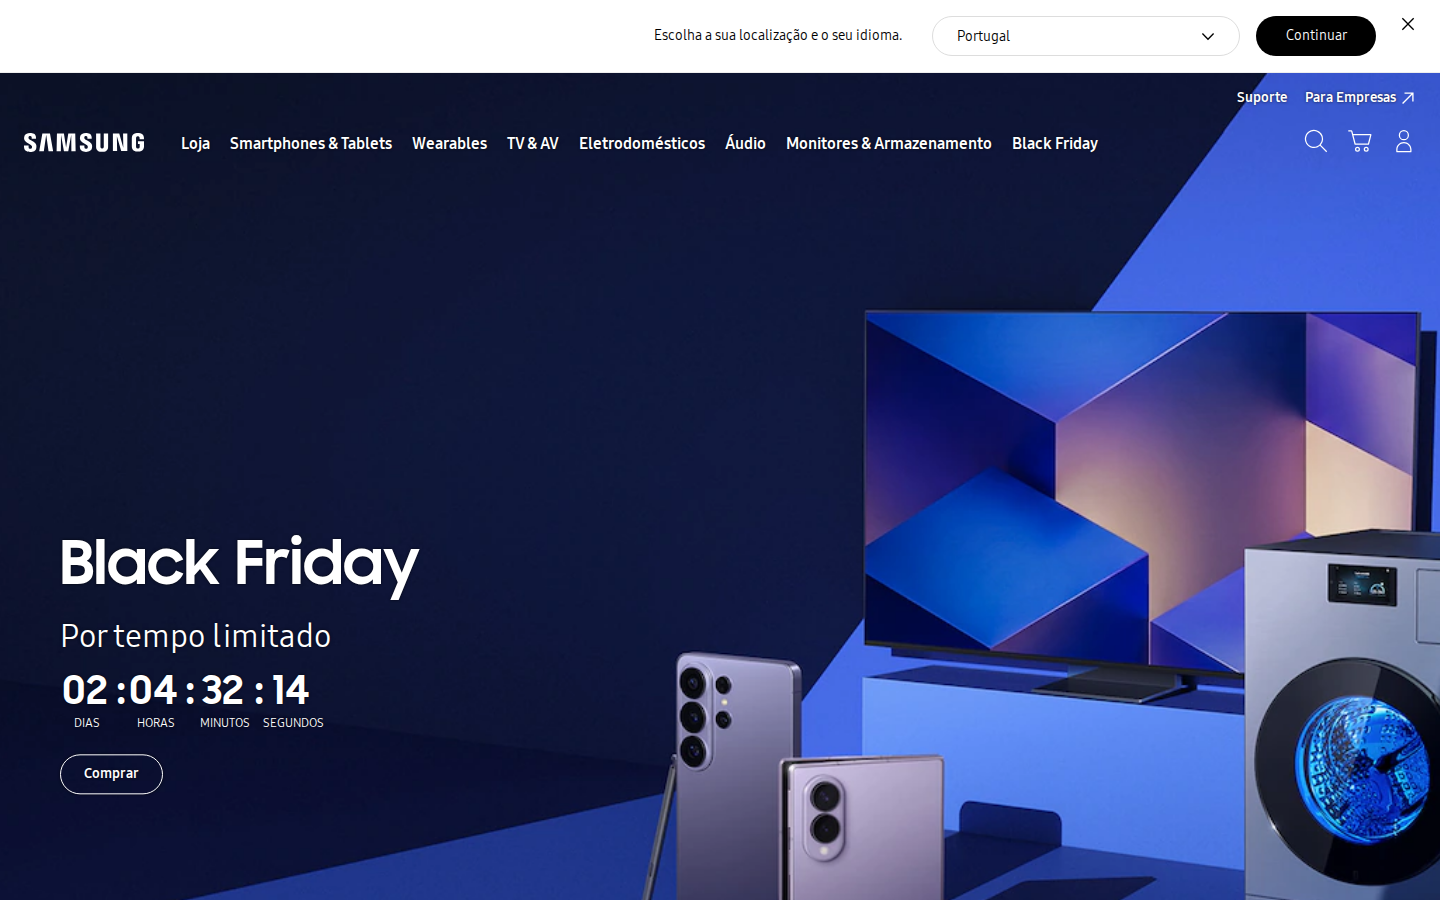 Escolha a sua localização e o seu idioma.
Portugal
Continuar
Suporte
Para Empresas
SAMSUNG
Loja
Smartphones & Tablets
Wearables
TV & AV
Eletrodomésticos
Áudio
Monitores & Armazenamento
Black Friday
Black Friday
Por tempo limitado
02 : 04 : 32 : 14
DIAS HORAS MINUTOS SEGUNDOS
Comprar